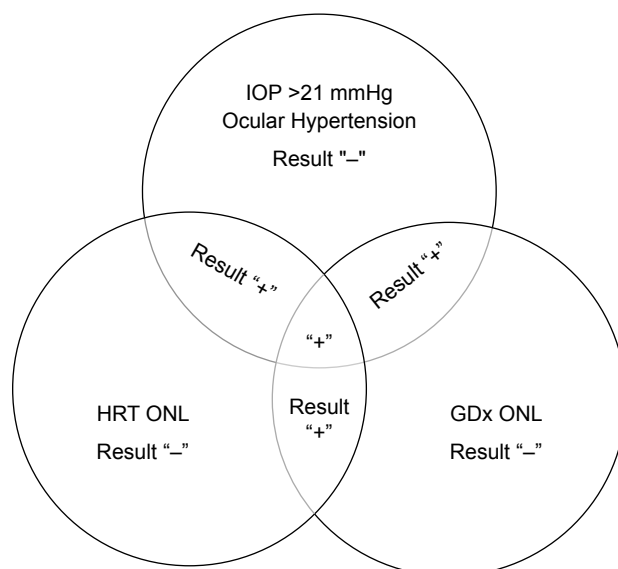 IOP >21 mmHg
Ocular Hypertension
Result "–"
Result “+”
Result “+”
“+”
HRT ONL
Result “–”
Result
“+”
GDx ONL
Result “–”